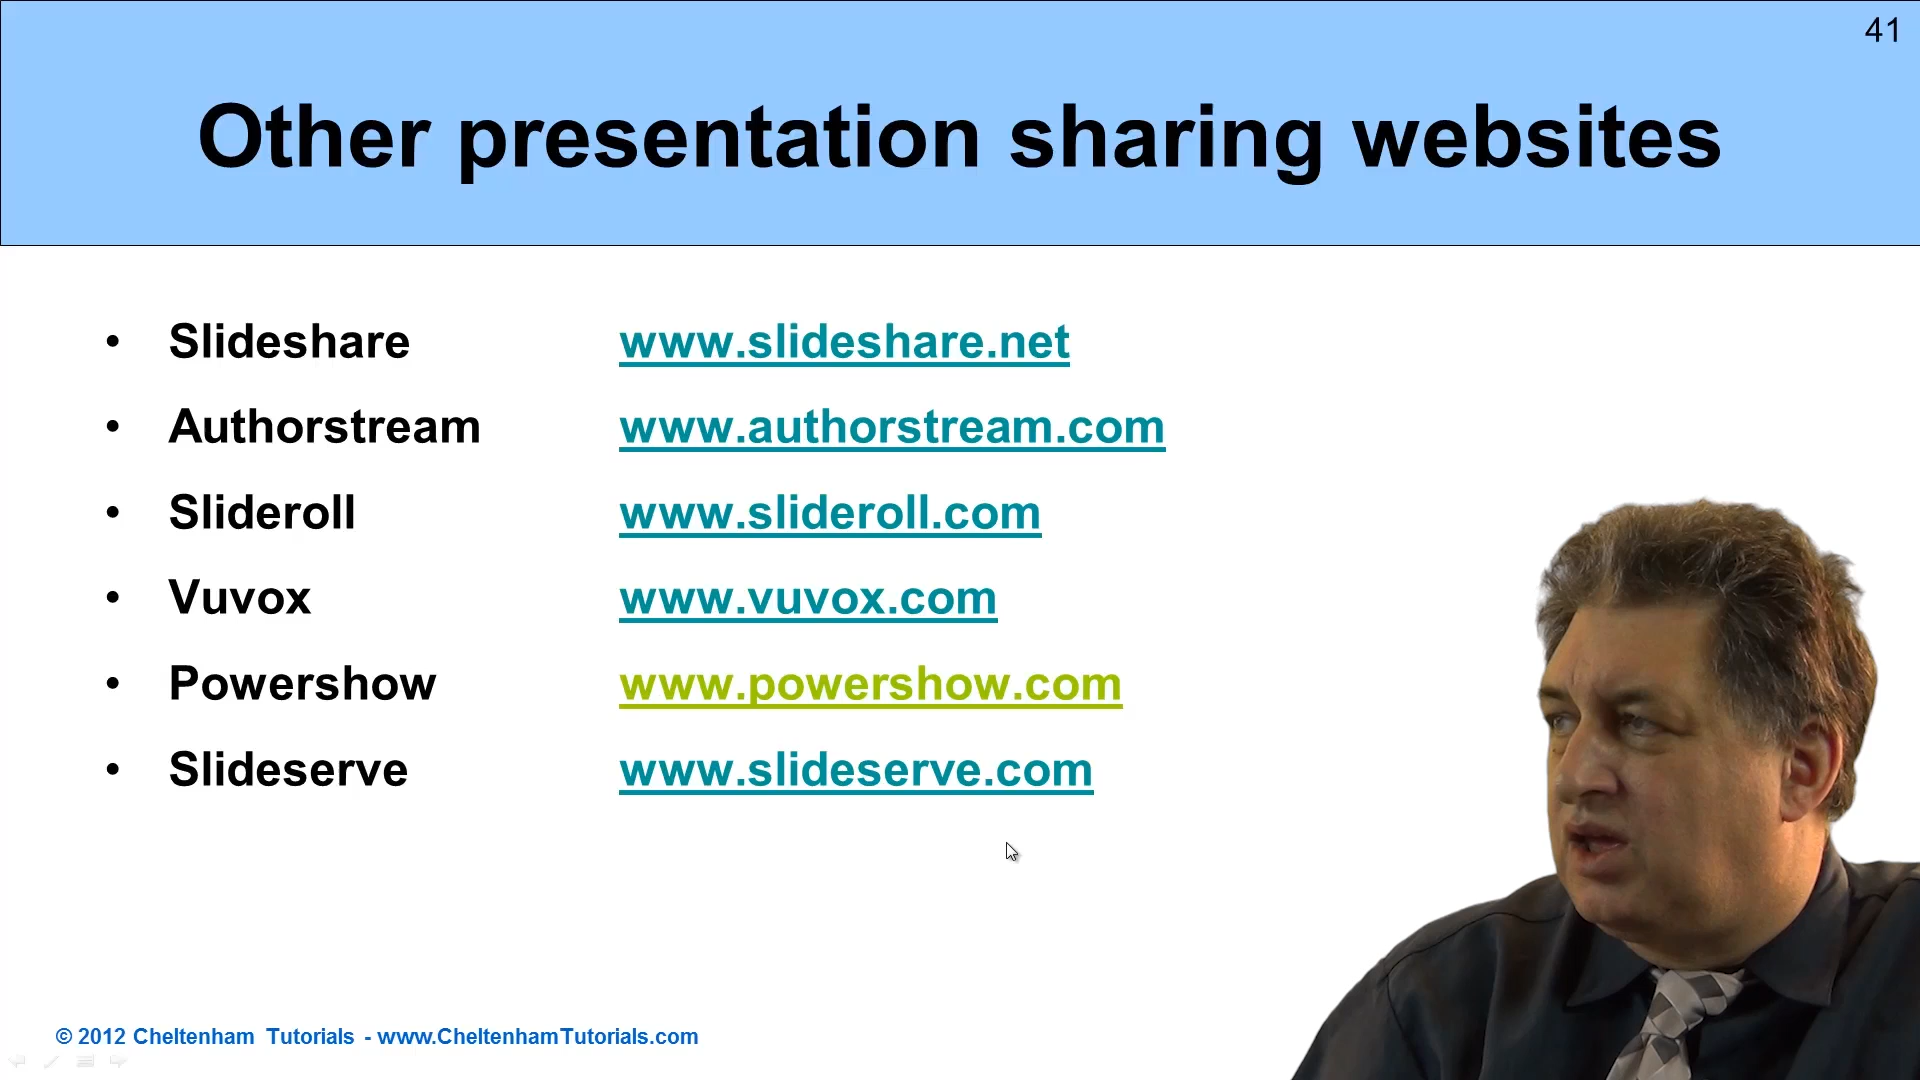 41
Other presentation sharing websites
• Slideshare www.slideshare.net
• Authorstream www.authorstream.com
• Slideroll www.slideroll.com
• Vuvox www.vuvox.com
• Powershow www.powershow.com
• Slideserve www.slideserve.com
© 2012 Cheltenham Tutorials - www.CheltenhamTutorials.com